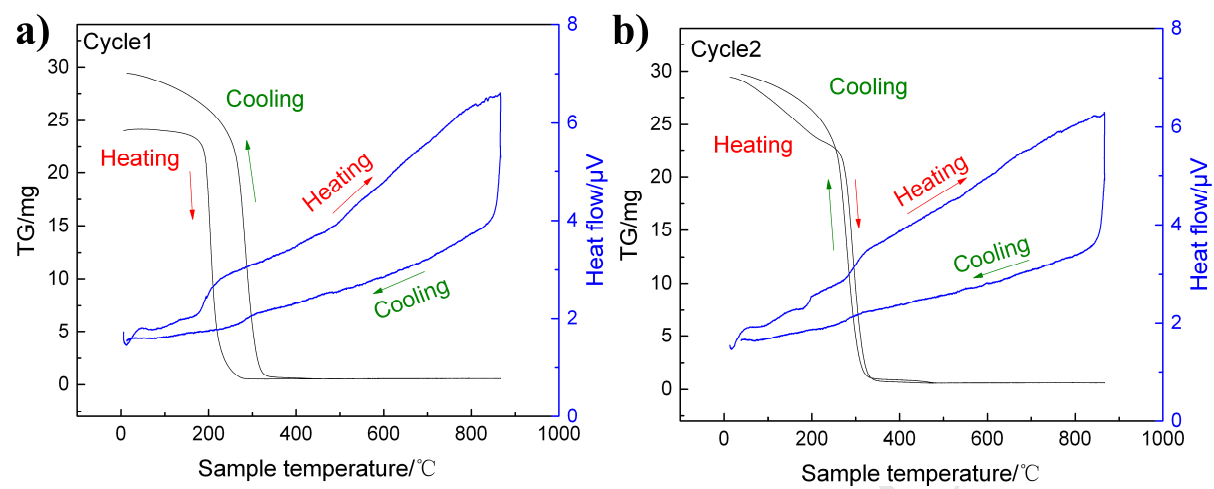 a)
Cycle1
Cooling
Heating
Heating
Cooling
TG/mg
30
25
20
15
10
5
0
0 200 400 600 800 1000
Sample temperature/℃
8
6
4
2
0
Heat flow/μV
b)
Cycle2
Cooling
Heating
Heating
Cooling
TG/mg
30
25
20
15
10
5
0
0 200 400 600 800 1000
Sample temperature/℃
8
6
4
2
0
Heat flow/μV